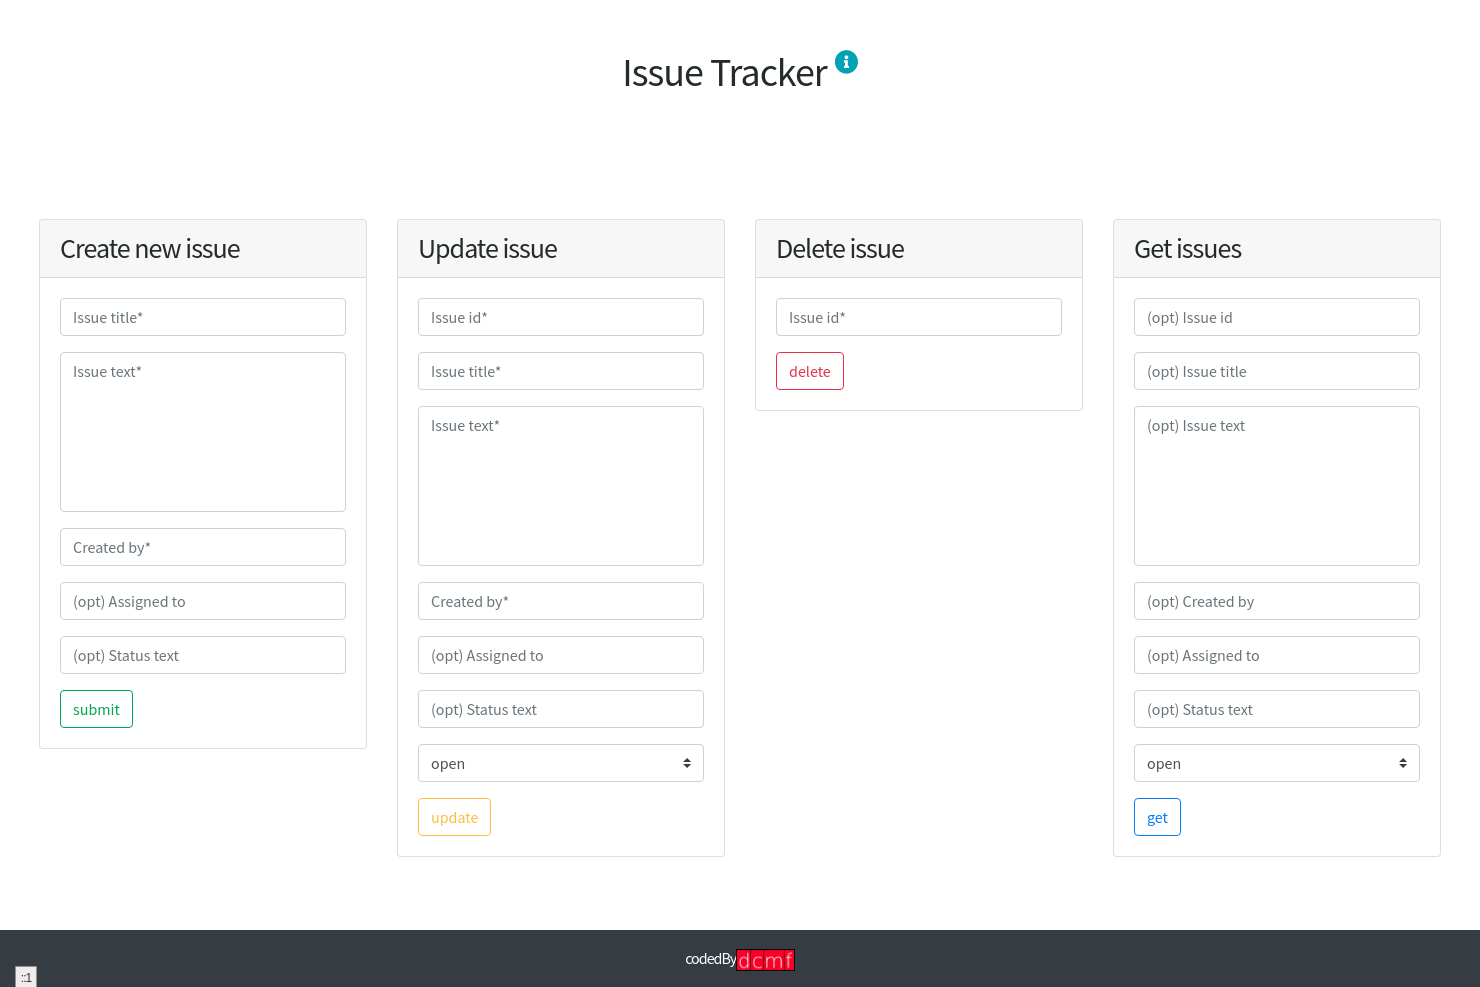 Issue Tracker
Create new issue
Issue title*
Issue text*
Created by*
(opt) Assigned to
(opt) Status text
submit
Update issue
Issue id*
Issue title*
Issue text*
Created by*
(opt) Assigned to
(opt) Status text
open
update
Delete issue
Issue id*
delete
Get issues
(opt) Issue id
(opt) Issue title
(opt) Issue text
(opt) Created by
(opt) Assigned to
(opt) Status text
open
get
codedBy dcmf
::1